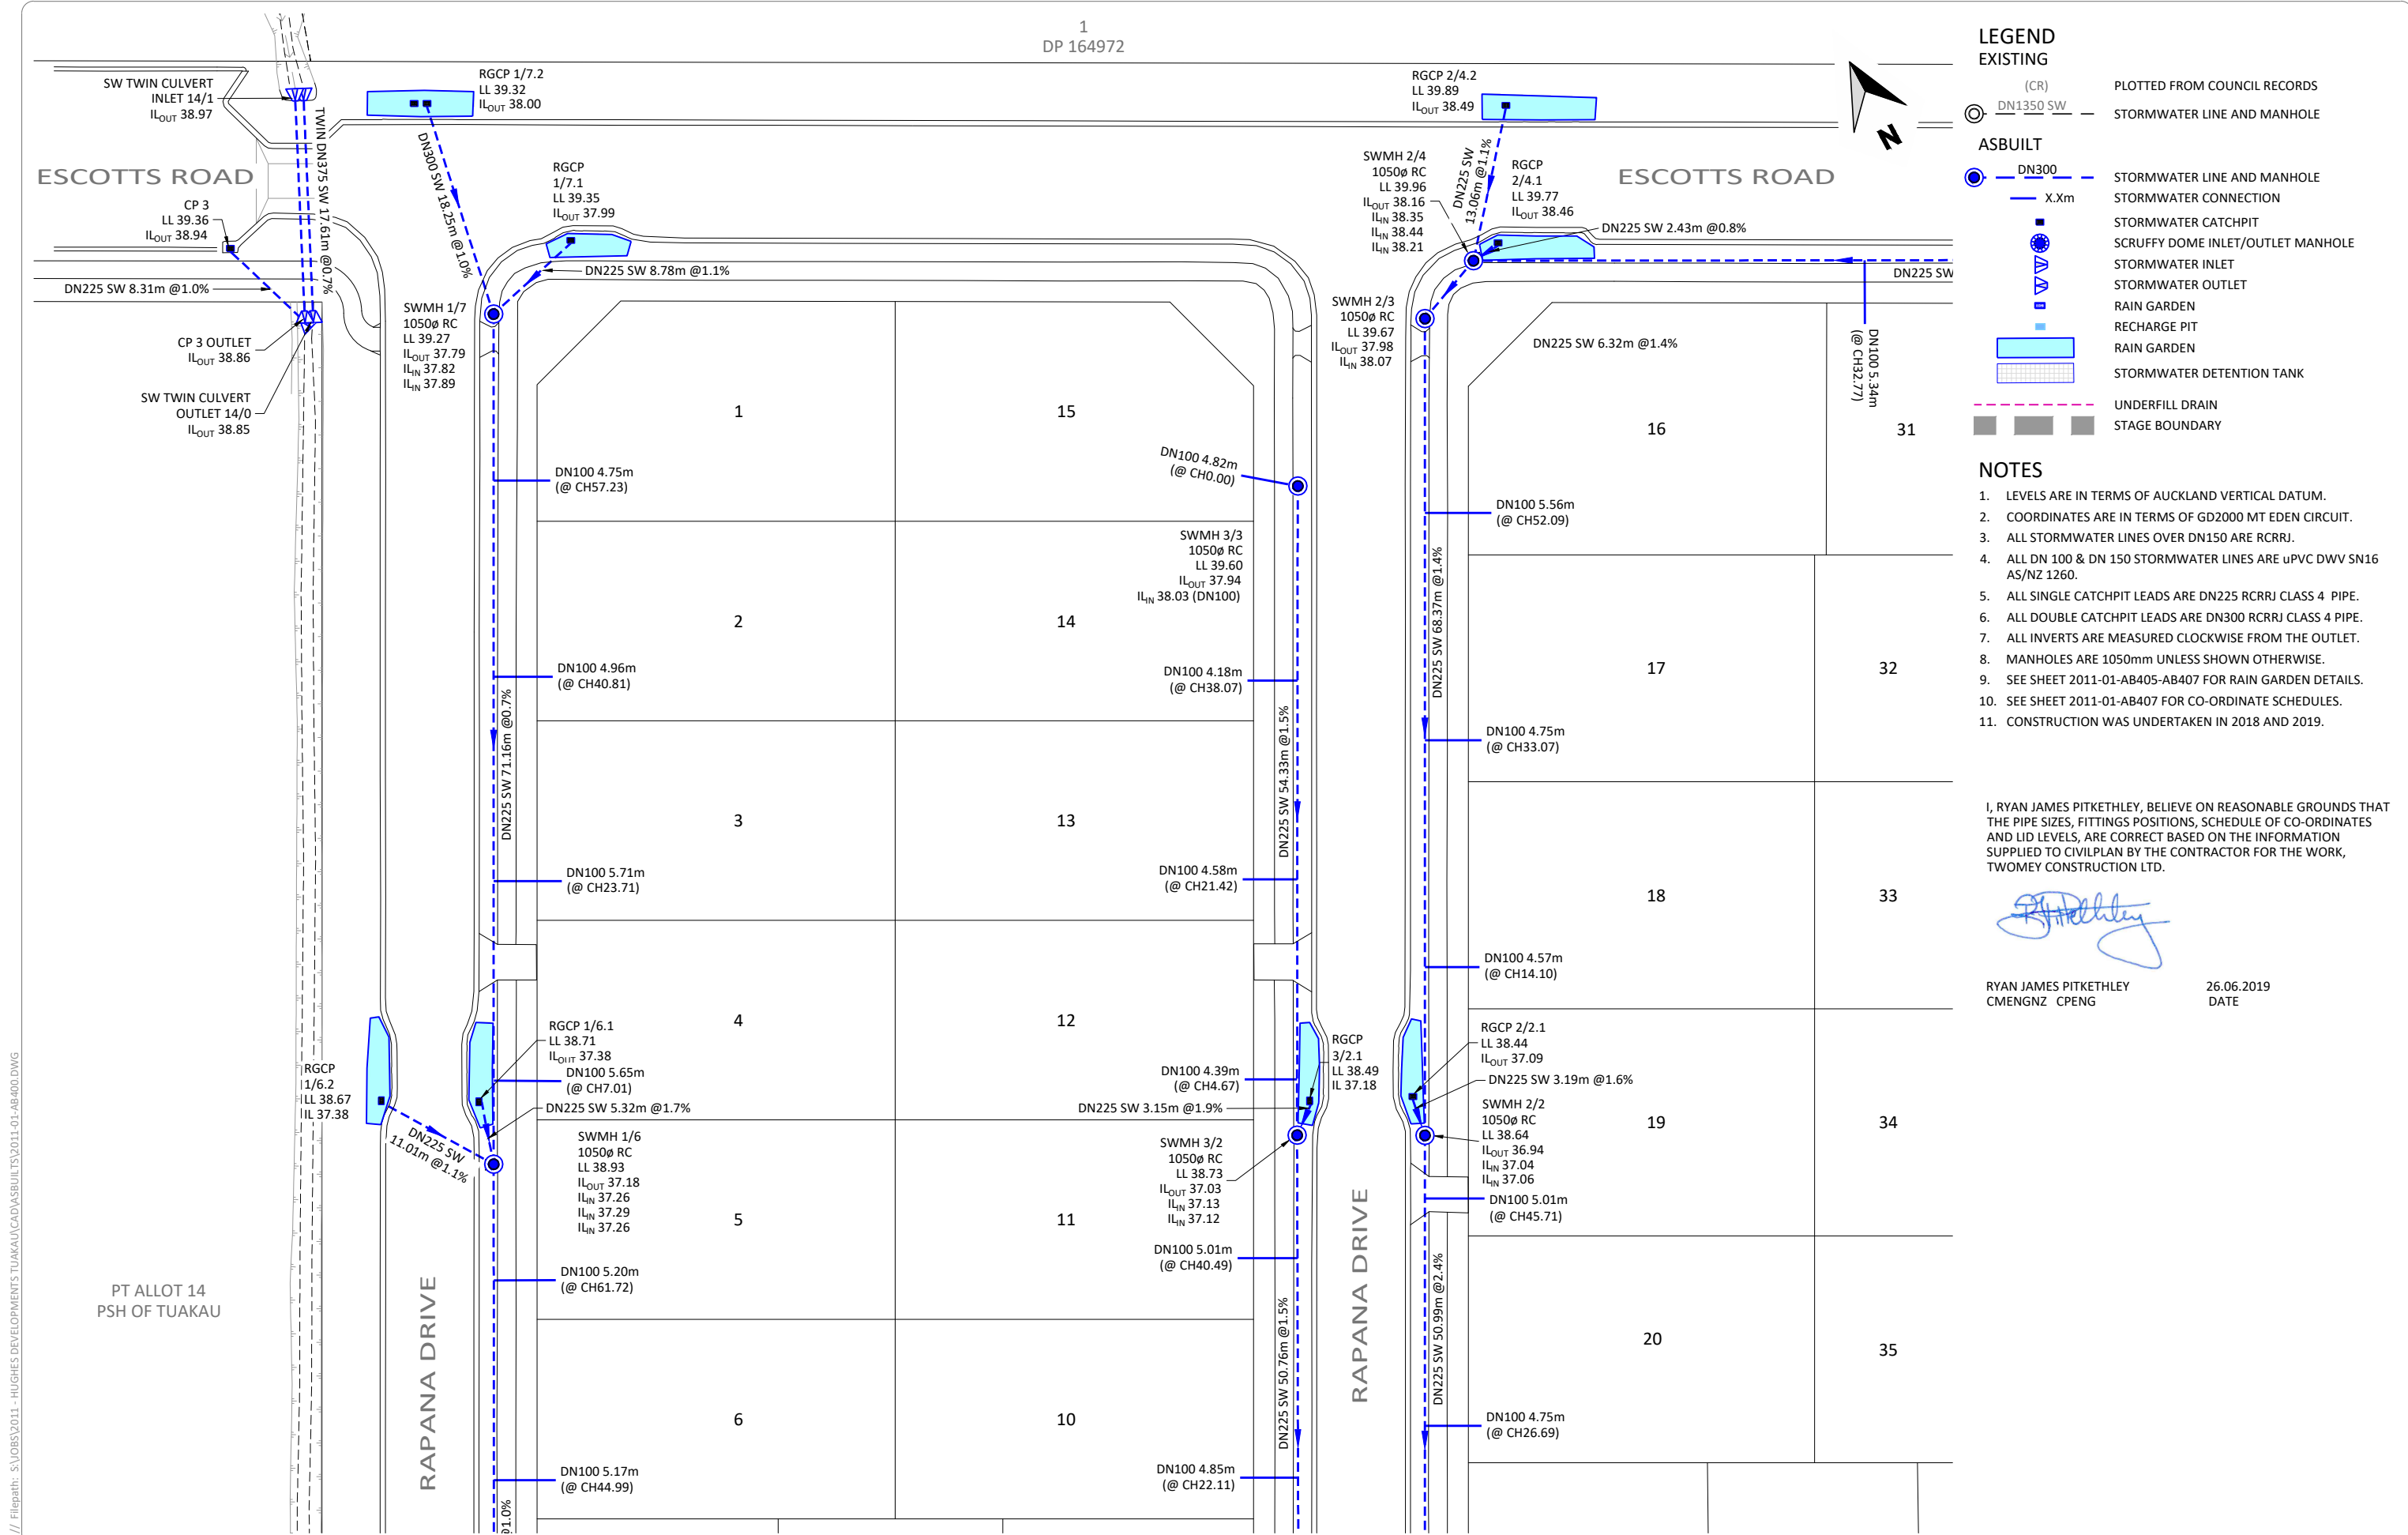 1
DP 164972
SW TWIN CULVERT
INLET 14/1
ILOUT 38.97
TWIN DN375 SW 17.61m @0.7%
RGCP 1/7.2
LL 39.32
ILOUT 38.00
DN300 SW 18.25m @1.0%
RGCP
1/7.1
LL 39.35
ILOUT 37.99
ESCOTTS ROAD
CP 3
LL 39.36
ILOUT 38.94
DN225 SW 8.31m @1.0%
DN225 SW 8.78m @1.1%
CP 3 OUTLET
ILOUT 38.86
SW TWIN CULVERT
OUTLET 14/0
ILOUT 38.85
SWMH 1/7
1050ø RC
LL 39.27
ILOUT 37.79
ILIN 37.82
ILIN 37.89
RGCP 2/4.2
LL 39.89
ILOUT 38.49
SWMH 2/4
1050ø RC
LL 39.96
ILOUT 38.16
ILIN 38.35
ILIN 38.44
ILIN 38.21
DN225 SW
13.06m @1.1%
RGCP
2/4.1
LL 39.77
ILOUT 38.46
ESCOTTS ROAD
DN225 SW 2.43m @0.8%
DN225 SW
SWMH 2/3
1050ø RC
LL 39.67
ILOUT 37.98
ILIN 38.07
DN225 SW 6.32m @1.4%
DN100 5.34m
(@ CH32.77)
N
1
15
16
31
DN100 4.75m
(@ CH57.23)
DN100 4.82m
(@ CH0.00)
DN100 5.56m
(@ CH52.09)
SWMH 3/3
1050ø RC
LL 39.60
ILOUT 37.94
ILIN 38.03 (DN100)
DN225 SW 68.37m @1.4%
2
14
17
32
DN100 4.96m
(@ CH40.81)
DN100 4.18m
(@ CH38.07)
DN225 SW 71.16m @0.7%
DN225 SW 54.33m @1.5%
DN100 4.75m
(@ CH33.07)
3
13
18
33
DN100 5.71m
(@ CH23.71)
DN100 4.58m
(@ CH21.42)
DN100 4.57m
(@ CH14.10)
4
12
RGCP 1/6.1
LL 38.71
ILOUT 37.38
DN100 5.65m
(@ CH7.01)
DN225 SW 5.32m @1.7%
RGCP
1/6.2
LL 38.67
IL 37.38
DN225 SW
11.01m @1.1%
DN100 4.39m
(@ CH4.67)
DN225 SW 3.15m @1.9%
RGCP
3/2.1
LL 38.49
IL 37.18
RGCP 2/2.1
LL 38.44
ILOUT 37.09
DN225 SW 3.19m @1.6%
SWMH 2/2
1050ø RC
LL 38.64
ILOUT 36.94
ILIN 37.04
ILIN 37.06
DN100 5.01m
(@ CH45.71)
19
34
SWMH 1/6
1050ø RC
LL 38.93
ILOUT 37.18
ILIN 37.26
ILIN 37.29
ILIN 37.26
SWMH 3/2
1050ø RC
LL 38.73
ILOUT 37.03
ILIN 37.13
ILIN 37.12
5
11
DN100 5.20m
(@ CH61.72)
DN100 5.01m
(@ CH40.49)
PT ALLOT 14
PSH OF TUAKAU
RAPANA DRIVE
RAPANA DRIVE
DN225 SW 50.76m @1.5%
DN225 SW 50.99m @2.4%
20
35
6
10
DN100 5.17m
(@ CH44.99)
DN100 4.85m
(@ CH22.11)
DN100 4.75m
(@ CH26.69)
@1.0%
// Filepath: S:\JOBS\2011 - HUGHES DEVELOPMENTS TUAKAU\CAD\ASBUILTS\2011-01-AB400.DWG
LEGEND
EXISTING
(CR)
PLOTTED FROM COUNCIL RECORDS
DN1350 SW
STORMWATER LINE AND MANHOLE
ASBUILT
DN300
STORMWATER LINE AND MANHOLE
X.Xm
STORMWATER CONNECTION
STORMWATER CATCHPIT
SCRUFFY DOME INLET/OUTLET MANHOLE
STORMWATER INLET
STORMWATER OUTLET
RAIN GARDEN
RECHARGE PIT
RAIN GARDEN
STORMWATER DETENTION TANK
UNDERFILL DRAIN
STAGE BOUNDARY
NOTES
1. LEVELS ARE IN TERMS OF AUCKLAND VERTICAL DATUM.
2. COORDINATES ARE IN TERMS OF GD2000 MT EDEN CIRCUIT.
3. ALL STORMWATER LINES OVER DN150 ARE RCRRJ.
4. ALL DN 100 & DN 150 STORMWATER LINES ARE uPVC DWV SN16
AS/NZ 1260.
5. ALL SINGLE CATCHPIT LEADS ARE DN225 RCRRJ CLASS 4 PIPE.
6. ALL DOUBLE CATCHPIT LEADS ARE DN300 RCRRJ CLASS 4 PIPE.
7. ALL INVERTS ARE MEASURED CLOCKWISE FROM THE OUTLET.
8. MANHOLES ARE 1050mm UNLESS SHOWN OTHERWISE.
9. SEE SHEET 2011-01-AB405-AB407 FOR RAIN GARDEN DETAILS.
10. SEE SHEET 2011-01-AB407 FOR CO-ORDINATE SCHEDULES.
11. CONSTRUCTION WAS UNDERTAKEN IN 2018 AND 2019.
I, RYAN JAMES PITKETHLEY, BELIEVE ON REASONABLE GROUNDS THAT
THE PIPE SIZES, FITTINGS POSITIONS, SCHEDULE OF CO-ORDINATES
AND LID LEVELS, ARE CORRECT BASED ON THE INFORMATION
SUPPLIED TO CIVILPLAN BY THE CONTRACTOR FOR THE WORK,
TWOMEY CONSTRUCTION LTD.
RYAN JAMES PITKETHLEY 26.06.2019
CMENGNZ CPENG DATE